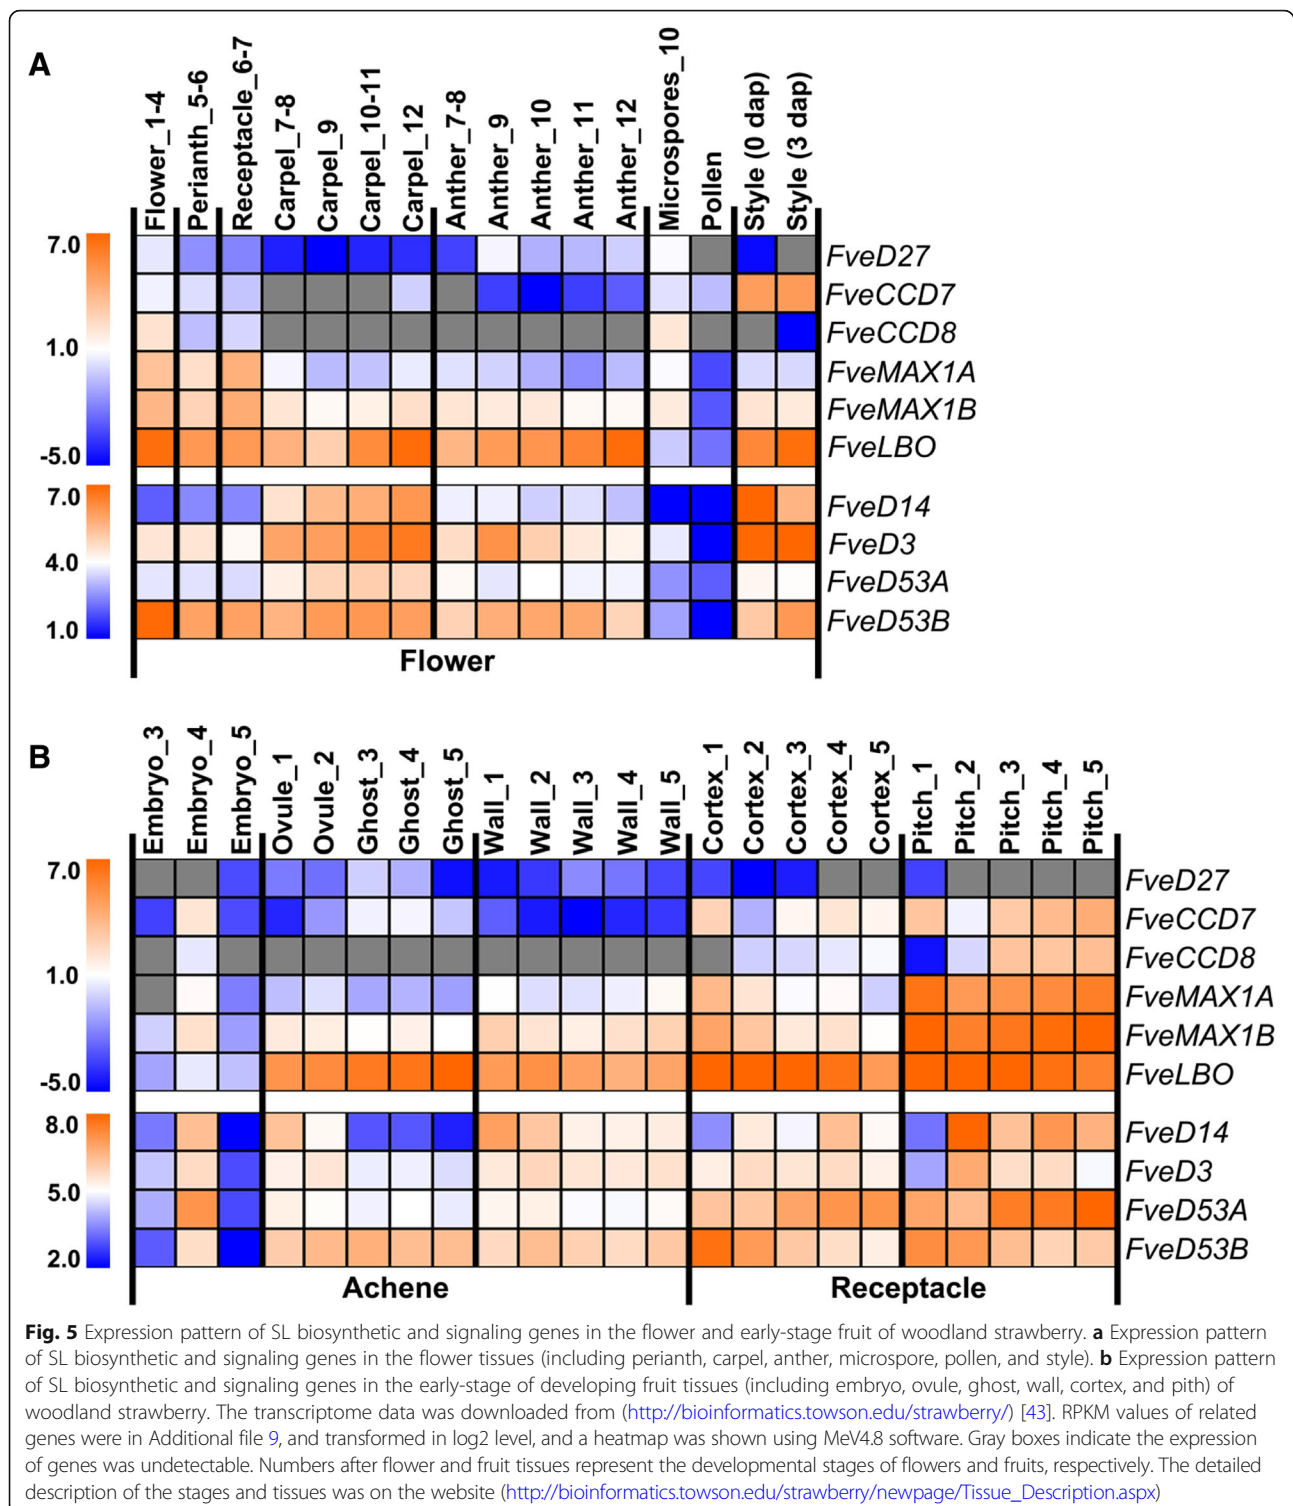 A
Flower_1-4
Perianth_5-6
Receptacle_6-7
Carpel_7-8
Carpel_9
Carpel_10-11
Carpel_12
Anther_7-8
Anther_9
Anther_10
Anther_11
Anther_12
Microspores_10
Pollen
Style (0 dap)
Style (3 dap)
7.0
1.0
-5.0
FveD27
FveCCD7
FveCCD8
FveMAX1A
FveMAX1B
FveLBO
7.0
4.0
1.0
FveD14
FveD3
FveD53A
FveD53B
Flower
B
Embryo_3
Embryo_4
Embryo_5
Ovule_1
Ovule_2
Ghost_3
Ghost_4
Ghost_5
Wall_1
Wall_2
Wall_3
Wall_4
Wall_5
Cortex_1
Cortex_2
Cortex_3
Cortex_4
Cortex_5
Pitch_1
Pitch_2
Pitch_3
Pitch_4
Pitch_5
7.0
1.0
-5.0
FveD27
FveCCD7
FveCCD8
FveMAX1A
FveMAX1B
FveLBO
8.0
5.0
2.0
FveD14
FveD3
FveD53A
FveD53B
Achene
Receptacle
Fig. 5 Expression pattern of SL biosynthetic and signaling genes in the flower and early-stage fruit of woodland strawberry. a Expression pattern
of SL biosynthetic and signaling genes in the flower tissues (including perianth, carpel, anther, microspore, pollen, and style). b Expression pattern
of SL biosynthetic and signaling genes in the early-stage of developing fruit tissues (including embryo, ovule, ghost, wall, cortex, and pith) of
woodland strawberry. The transcriptome data was downloaded from (http://bioinformatics.towson.edu/strawberry/) [43]. RPKM values of related
genes were in Additional file 9, and transformed in log2 level, and a heatmap was shown using MeV4.8 software. Gray boxes indicate the expression
of genes was undetectable. Numbers after flower and fruit tissues represent the developmental stages of flowers and fruits, respectively. The detailed
description of the stages and tissues was on the website (http://bioinformatics.towson.edu/strawberry/newpage/Tissue_Description.aspx)